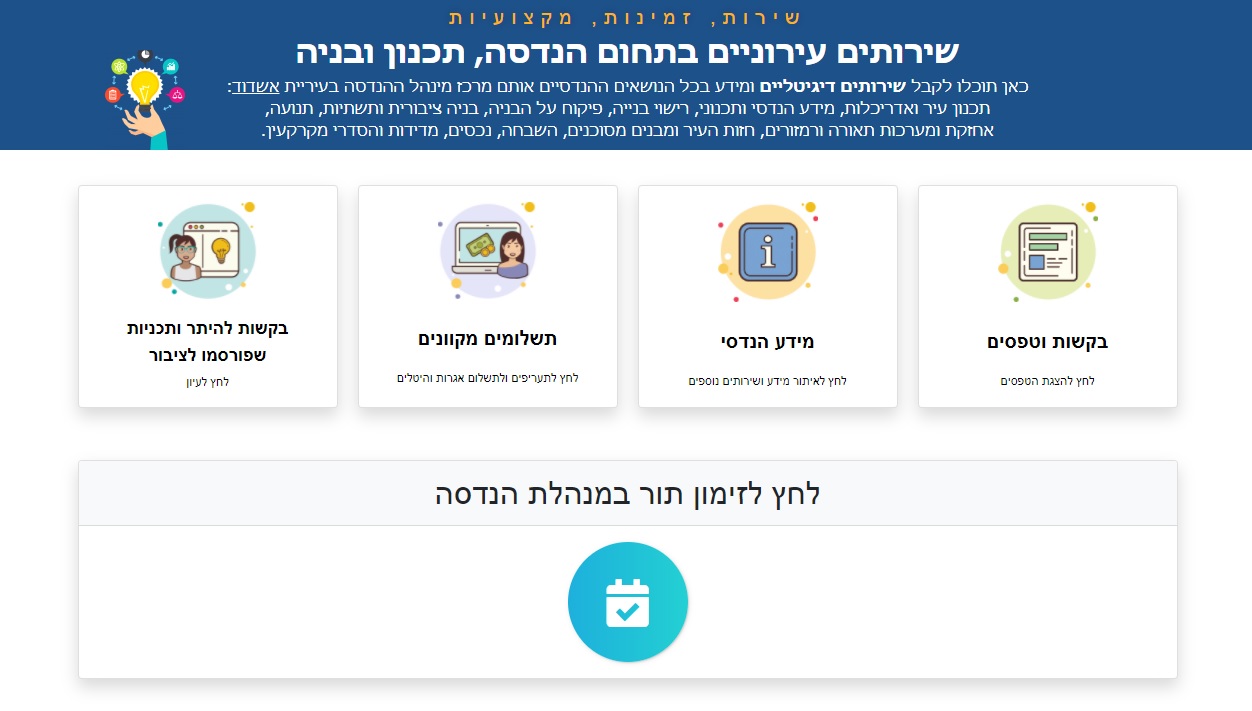 שירות, זמינות, מקצועיות
שירותים עירוניים בתחום הנדסה, תכנון ובניה
כאן תוכלו לקבל שירותים דיגיטליים ומידע בכל הנושאים ההנדסיים אותם מרכז מינהל ההנדסה בעיריית אשדוד:
תכנון עיר ואדריכלות, מידע הנדסי ותכנוני, רישוי בנייה, פיקוח על הבניה, בניה ציבורית ותשתיות, תנועה,
אחזקת ומערכות תאורה ורמזורים, חזות העיר ומבנים מסוכנים, השבחה, נכסים, מדידות והסדרי מקרקעין.
בקשות וטפסים
לחץ להצגת הטפסים
מידע הנדסי
לחץ לאיתור מידע ושירותים נוספים
תשלומים מקוונים
לחץ לתעריפים ולתשלום אגרות והיטלים
בקשות להיתר ותכניות
שפורסמו לציבור
לחץ לעיון
לחץ לזימון תור במנהלת הנדסה